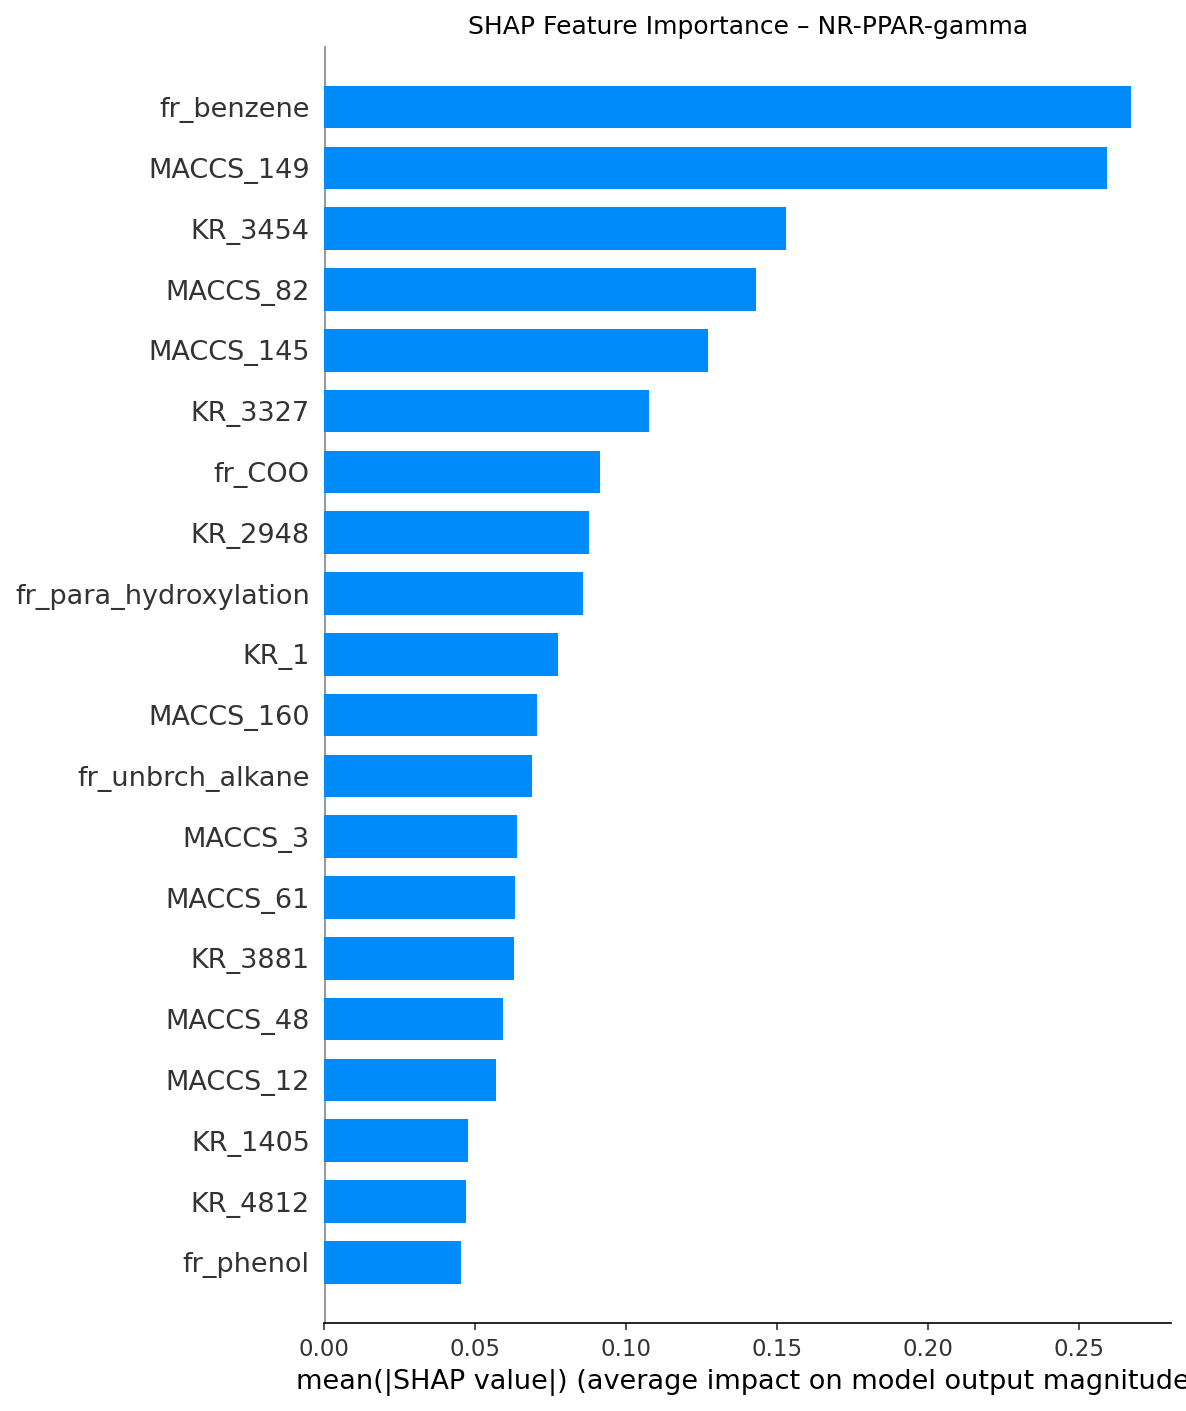 SHAP Feature Importance – NR-PPAR-gamma
fr_benzene
MACCS_149
KR_3454
MACCS_82
MACCS_145
KR_3327
fr_COO
KR_2948
fr_para_hydroxylation
KR_1
MACCS_160
fr_unbrch_alkane
MACCS_3
MACCS_61
KR_3881
MACCS_48
MACCS_12
KR_1405
KR_4812
fr_phenol
0.00 0.05 0.10 0.15 0.20 0.25
mean(|SHAP value|) (average impact on model output magnitude